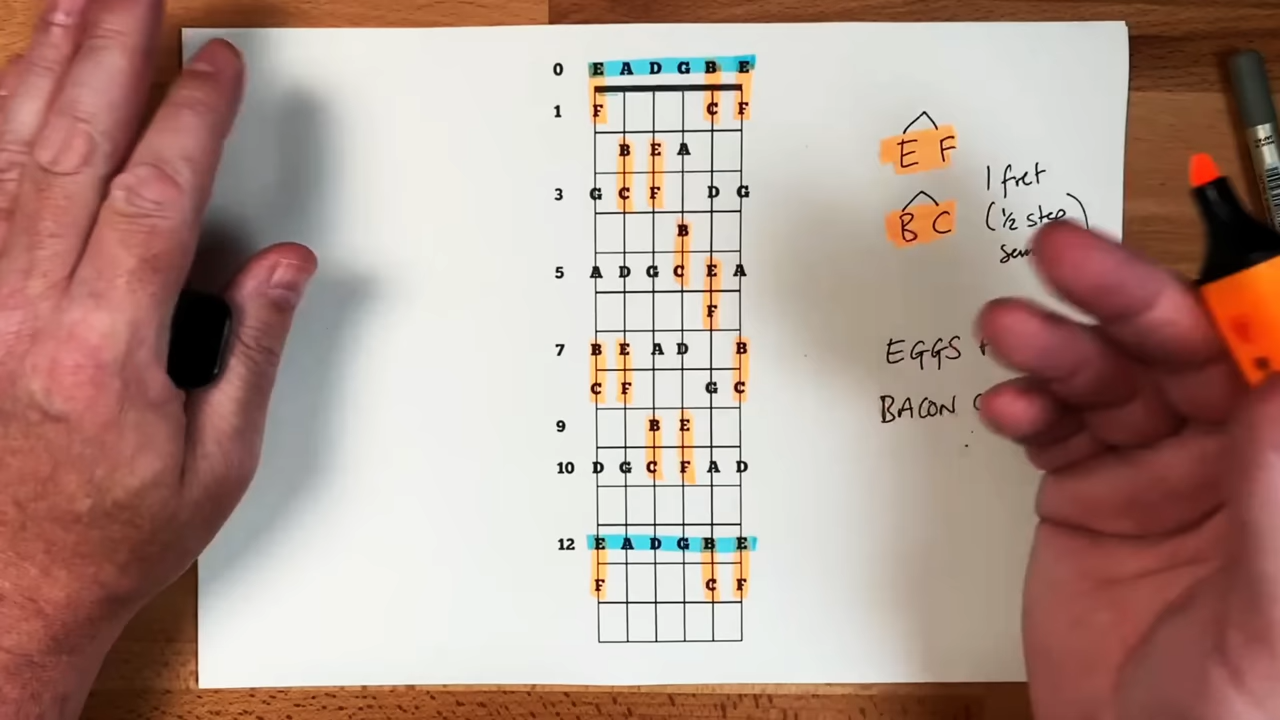 0 E A D G B E
1 F C F
B E A
3 G C F D G
B
5 A D G C E A
F
7 B E A D B
C F G C
9 B E
10 D G C F A D
12 E A D G B E
F C F
E F
B C
1 fret
(½ step
EGGS
BACON